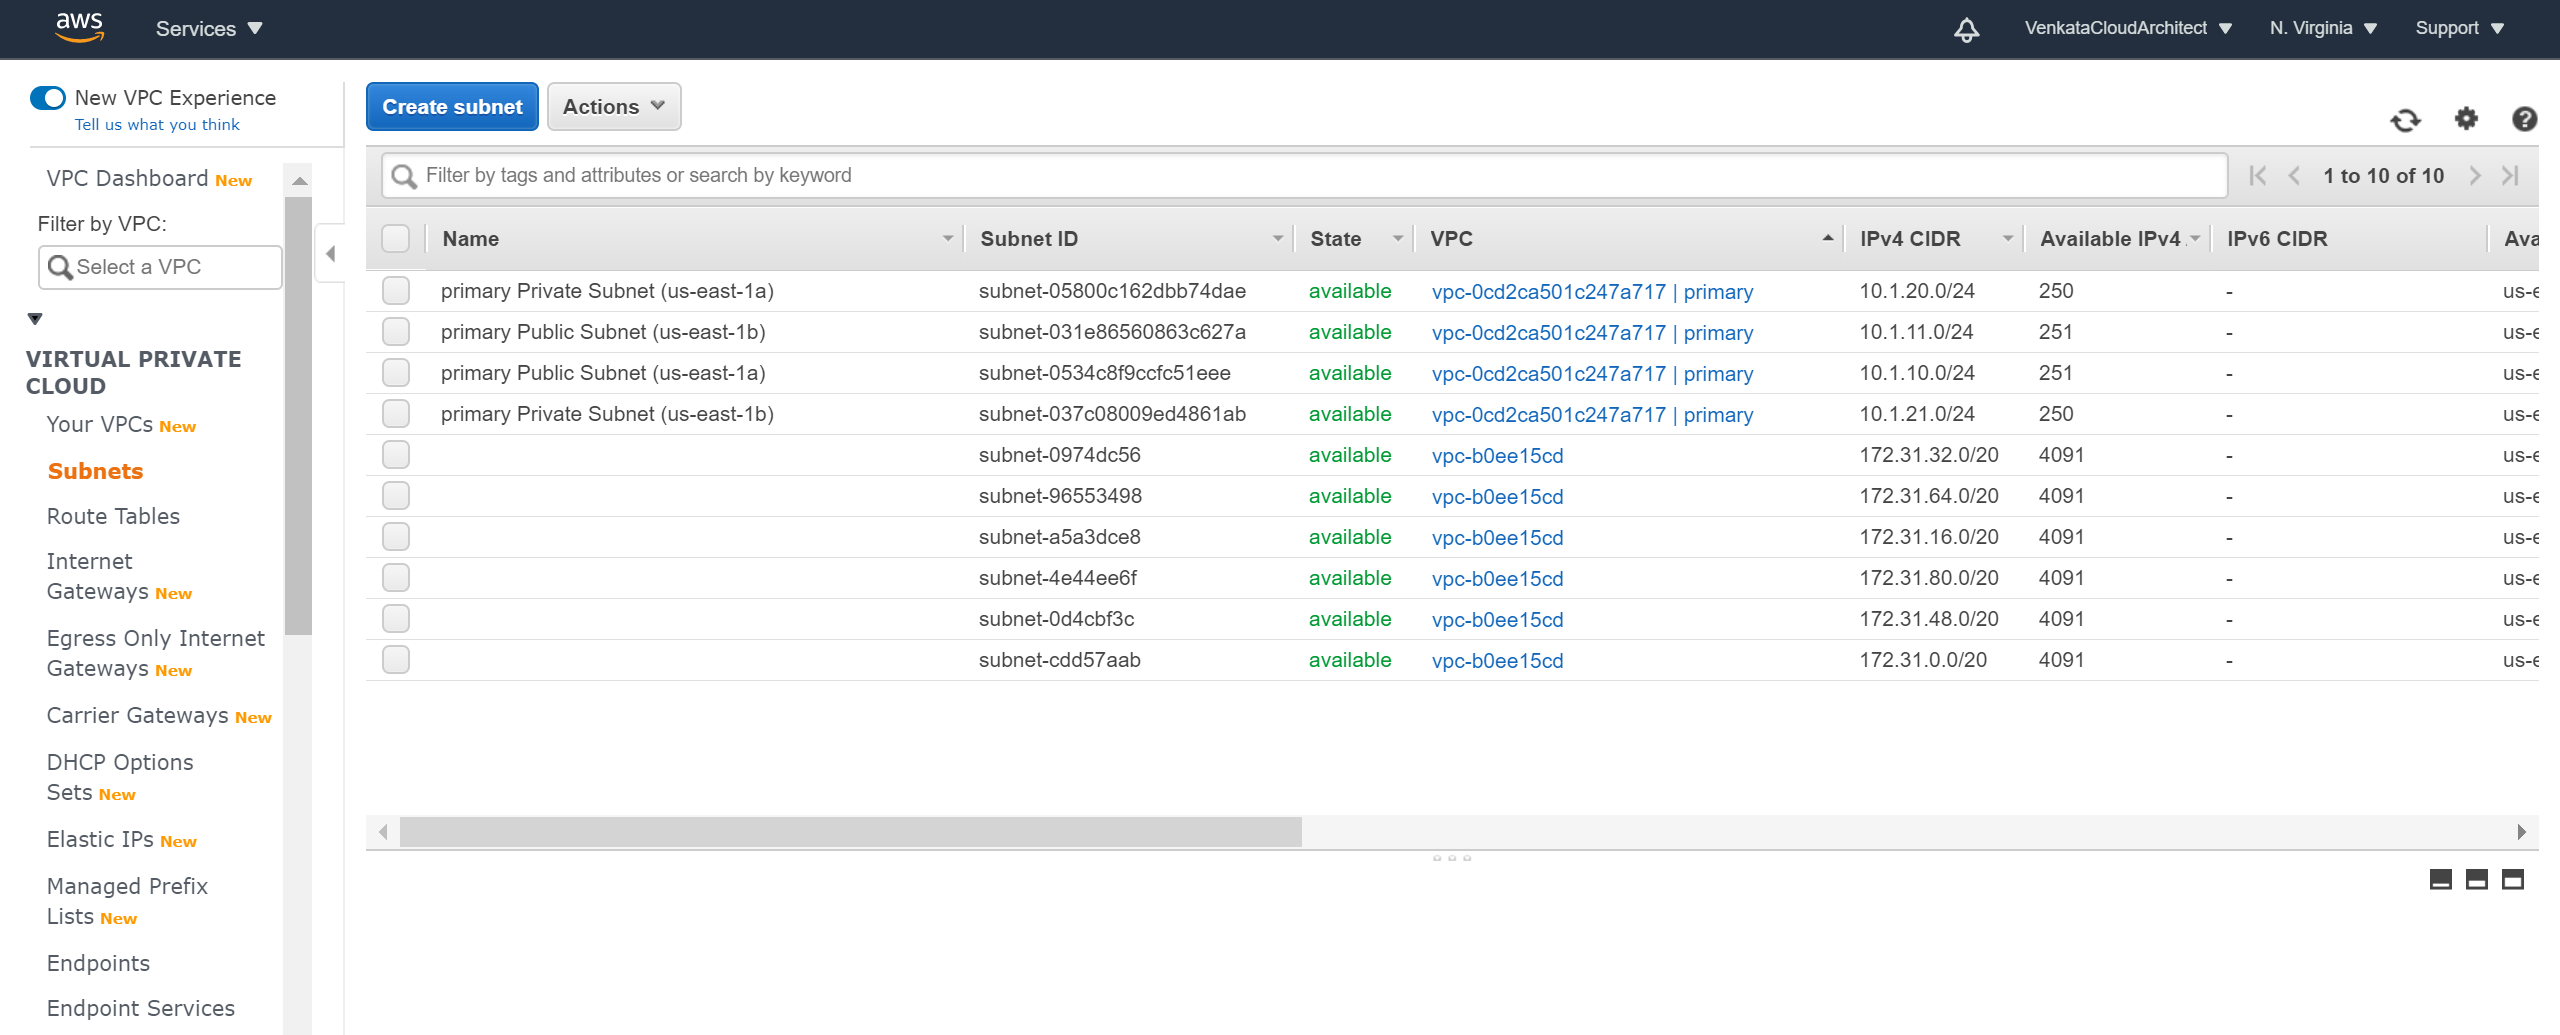 aws Services VenkataCloudArchitect N. Virginia Support
New VPC Experience
Tell us what you think
VPC Dashboard New
Filter by VPC:
Select a VPC
VIRTUAL PRIVATE
CLOUD
Your VPCs New
Subnets
Route Tables
Internet
Gateways New
Egress Only Internet
Gateways New
Carrier Gateways New
DHCP Options
Sets New
Elastic IPs New
Managed Prefix
Lists New
Endpoints
Endpoint Services
Create subnet Actions
Filter by tags and attributes or search by keyword 1 to 10 of 10
Name Subnet ID State VPC IPv4 CIDR Available IPv4 IPv6 CIDR Ava
primary Private Subnet (us-east-1a) subnet-05800c162dbb74dae available vpc-0cd2ca501c247a717 | primary 10.1.20.0/24 250 - us-e
primary Public Subnet (us-east-1b) subnet-031e86560863c627a available vpc-0cd2ca501c247a717 | primary 10.1.11.0/24 251 - us-e
primary Public Subnet (us-east-1a) subnet-0534c8f9ccfc51eee available vpc-0cd2ca501c247a717 | primary 10.1.10.0/24 251 - us-e
primary Private Subnet (us-east-1b) subnet-037c08009ed4861ab available vpc-0cd2ca501c247a717 | primary 10.1.21.0/24 250 - us-e
subnet-0974dc56 available vpc-b0ee15cd 172.31.32.0/20 4091 - us-e
subnet-96553498 available vpc-b0ee15cd 172.31.64.0/20 4091 - us-e
subnet-a5a3dce8 available vpc-b0ee15cd 172.31.16.0/20 4091 - us-e
subnet-4e44ee6f available vpc-b0ee15cd 172.31.80.0/20 4091 - us-e
subnet-0d4cbf3c available vpc-b0ee15cd 172.31.48.0/20 4091 - us-e
subnet-cdd57aab available vpc-b0ee15cd 172.31.0.0/20 4091 - us-e